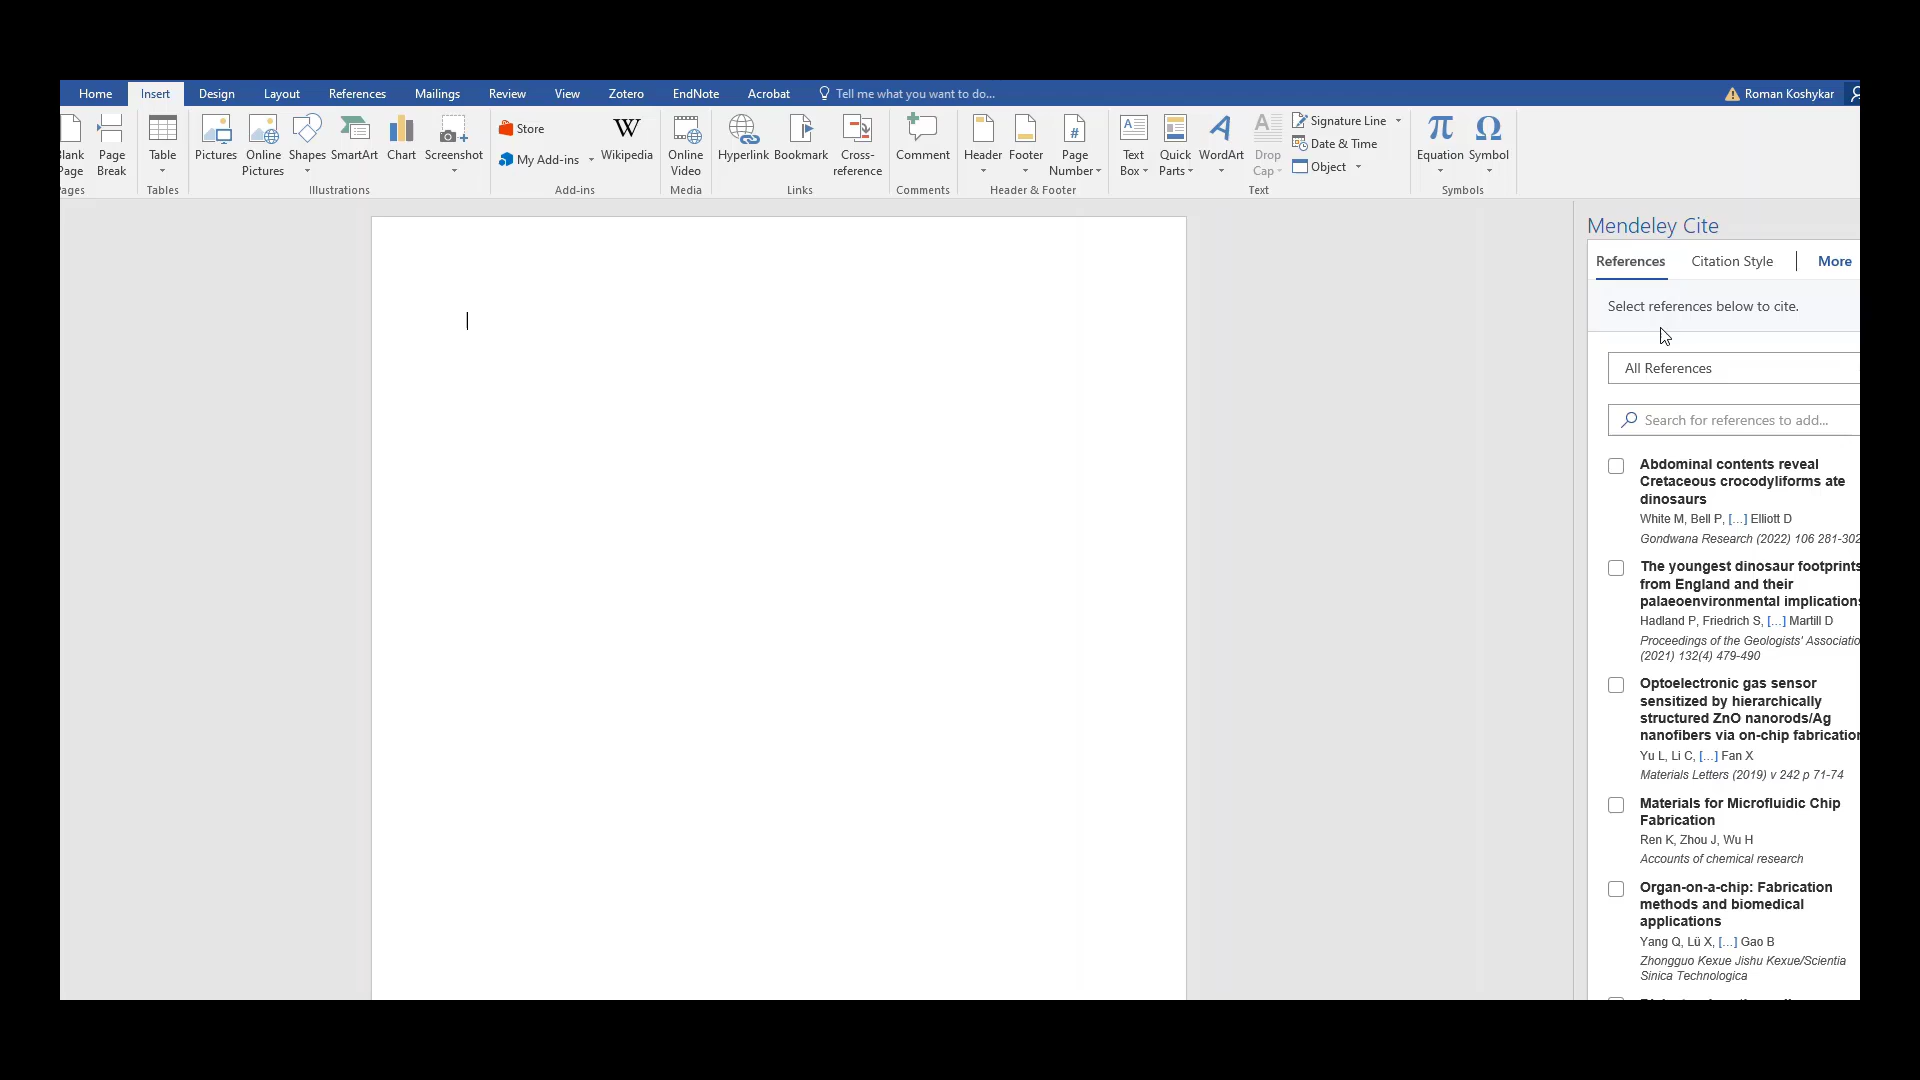 Home Insert Design Layout References Mailings Review View Zotero EndNote Acrobat Tell me what you want to do... Roman Koshykar
Page
Page Break
Table
Pictures
Online Pictures
Shapes
SmartArt
Chart
Screenshot
Store
My Add-ins
W
Wikipedia
Online Video
Hyperlink
Bookmark
Cross-reference
Comment
Header
Footer
#
Page Number
A
Text Box
Quick Parts
A
WordArt
A
Drop Cap
Signature Line
Date & Time
Object
π
Equation
Ω
Symbol
Tables Illustrations Add-ins Media Links Comments Header & Footer Text Symbols
Mendeley Cite
References Citation Style More
Select references below to cite.
All References
Search for references to add...
Abdominal contents reveal
Cretaceous crocodyliforms ate
dinosaurs
White M, Bell P, [...] Elliott D
Gondwana Research (2022) 106 281-302
The youngest dinosaur footprints
from England and their
palaeoenvironmental implications
Hadland P, Friedrich S, [...] Martill D
Proceedings of the Geologists' Associatio
(2021) 132(4) 479-490
Optoelectronic gas sensor
sensitized by hierarchically
structured ZnO nanorods/Ag
nanofibers via on-chip fabrication
Yu L, Li C, [...] Fan X
Materials Letters (2019) v 242 p 71-74
Materials for Microfluidic Chip
Fabrication
Ren K, Zhou J, Wu H
Accounts of chemical research
Organ-on-a-chip: Fabrication
methods and biomedical
applications
Yang Q, Lü X, [...] Gao B
Zhongguo Kexue Jishu Kexue/Scientia
Sinica Technologica